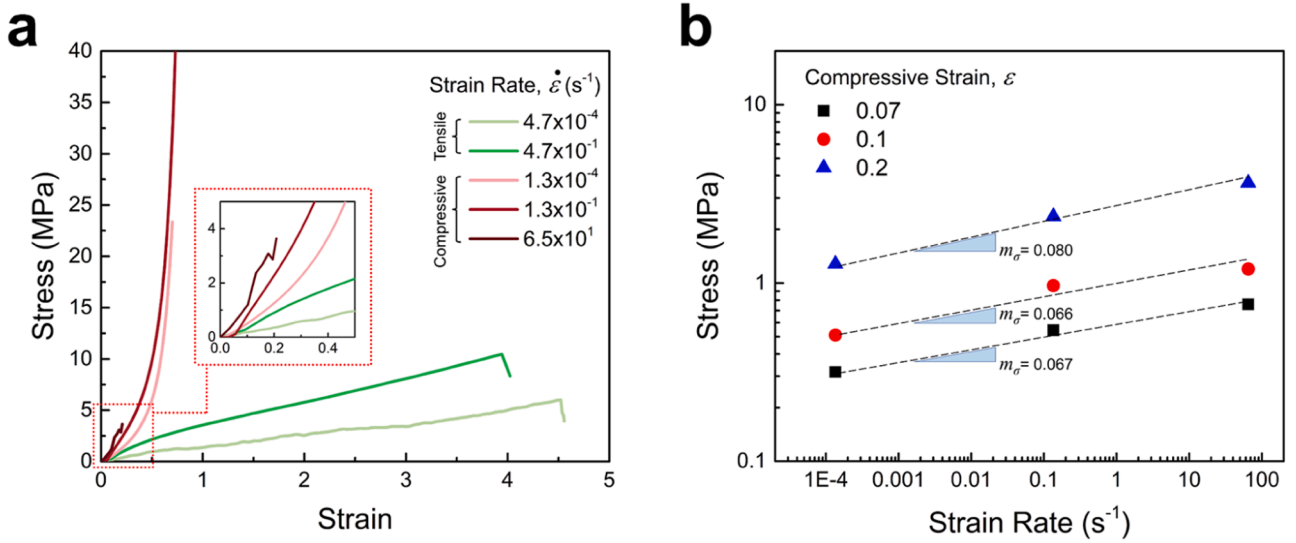 a
40
35
30
25
20
15
10
5
0
Stress (MPa)
0
1
2
3
4
5
Strain
Strain Rate, ε̇ (s⁻¹)
Tensile
4.7x10⁻⁴
4.7x10⁻¹
Compressive
1.3x10⁻⁴
1.3x10⁻¹
6.5x10¹
4
2
0
0.0
0.2
0.4
b
10
1
0.1
Stress (MPa)
Compressive Strain, ε
0.07
0.1
0.2
mσ= 0.080
mσ= 0.066
mσ= 0.067
1E-4
0.001
0.01
0.1
1
10
100
Strain Rate (s⁻¹)